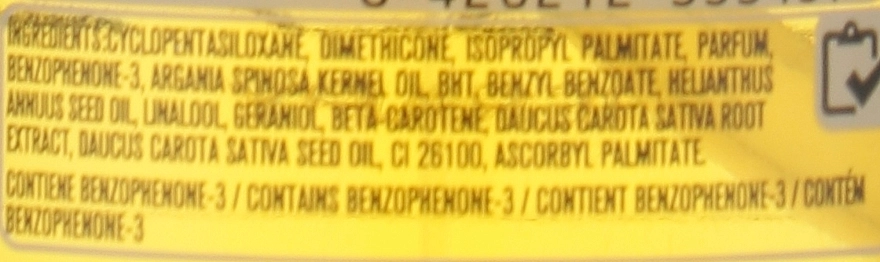 INGREDIENTS:CYCLOPENTASILOXANE, DIMETHICONE, ISOPROPYL PALMITATE, PARFUM,
BENZOPHENONE-3, ARGANIA SPINOSA KERNEL OIL, BHT, BENZYL BENZOATE, HELIANTHUS
ANNUUS SEED OIL, LINALOOL, GERANIOL, BETA-CAROTENE, DAUCUS CAROTA SATIVA ROOT
EXTRACT, DAUCUS CAROTA SATIVA SEED OIL, CI 26100, ASCORBYL PALMITATE.
CONTIENE BENZOPHENONE-3 / CONTAINS BENZOPHENONE-3 / CONTIENT BENZOPHENONE-3 / CONTÉM
BENZOPHENONE-3